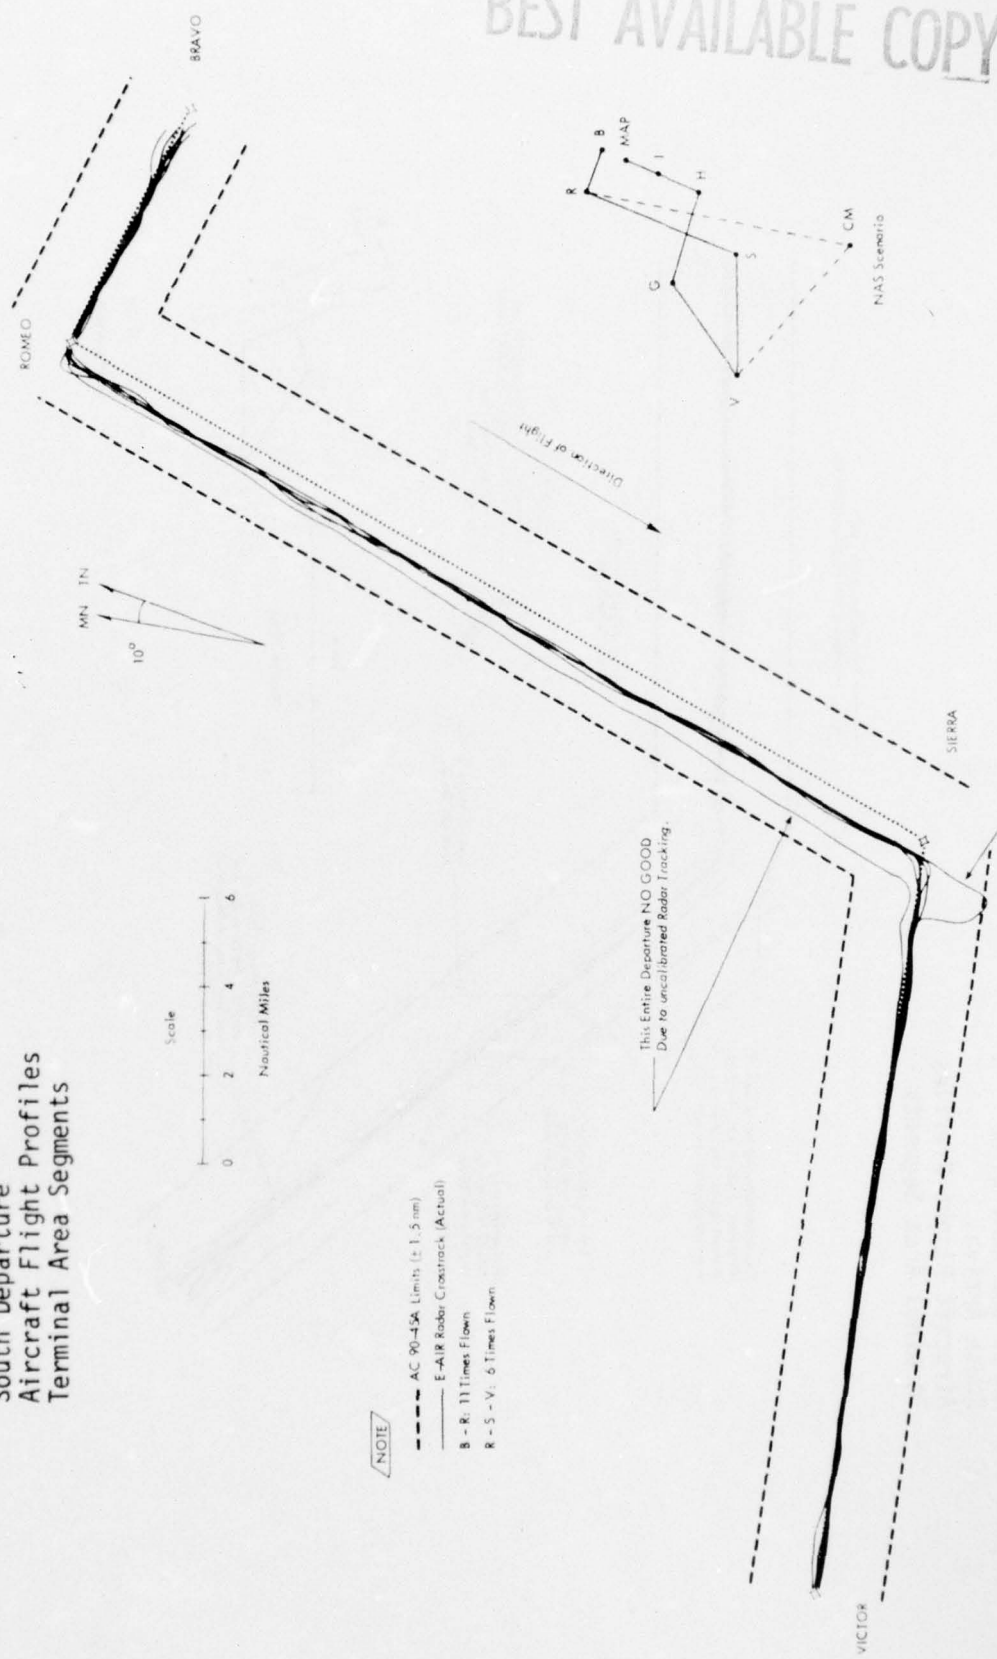 BEST AVAILABLE COPY
South Departure
Aircraft Flight Profiles
Terminal Area Segments
Scale
0 2 4 6
Nautical Miles
NOTE
AC 90-45A Limits (± 1.5 nm)
E-AIR Radar Crosstrack (Actual)
B - R: 11 Times Flown
R - S - V: 6 Times Flown
MN TN
10°
ROMEO
BRAVO
Direction of Flight
R
B
MAP
I
H
G
S
V
CM
NAS Scenario
This Entire Departure NO GOOD
Due to uncalibrated Radar Tracking.
SIERRA
VICTOR